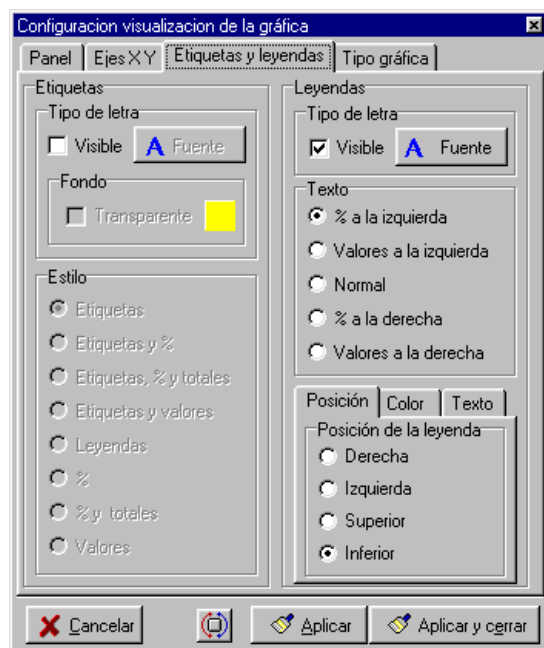 Configuracion visualizacion de la gráfica
Panel Ejes X Y Etiquetas y leyendas Tipo gráfica
Etiquetas
Tipo de letra
Visible A Fuente
Fondo
Transparente
Estilo
Etiquetas
Etiquetas y %
Etiquetas, % y totales
Etiquetas y valores
Leyendas
%
% y totales
Valores
Leyendas
Tipo de letra
Visible A Fuente
Texto
% a la izquierda
Valores a la izquierda
Normal
% a la derecha
Valores a la derecha
Posición Color Texto
Posición de la leyenda
Derecha
Izquierda
Superior
Inferior
Cancelar Aplicar Aplicar y cerrar